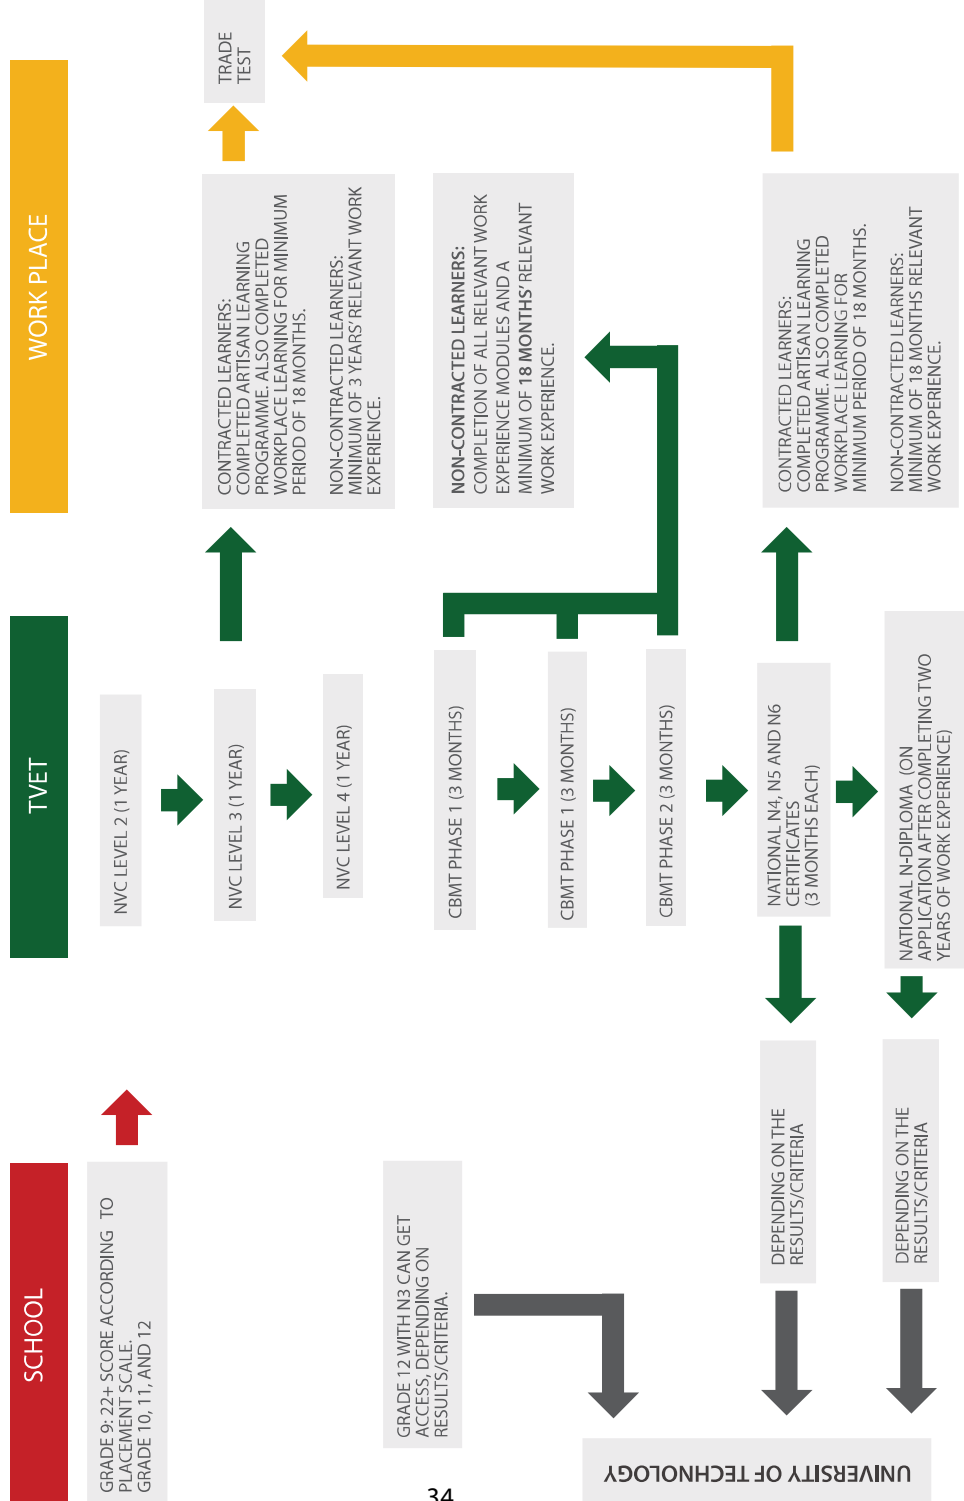 SCHOOL
TVET
WORK PLACE
GRADE 9: 22+ SCORE ACCORDING TO
PLACEMENT SCALE.
GRADE 10, 11, AND 12
NVC LEVEL 2 (1 YEAR)
NVC LEVEL 3 (1 YEAR)
NVC LEVEL 4 (1 YEAR)
CONTRACTED LEARNERS:
COMPLETED ARTISAN LEARNING
PROGRAMME. ALSO COMPLETED
WORKPLACE LEARNING FOR MINIMUM
PERIOD OF 18 MONTHS.
NON-CONTRACTED LEARNERS:
MINIMUM OF 3 YEARS' RELEVANT WORK
EXPERIENCE.
TRADE
TEST
GRADE 12 WITH N3 CAN GET
ACCESS, DEPENDING ON
RESULTS/CRITERIA.
CBMT PHASE 1 (3 MONTHS)
CBMT PHASE 1 (3 MONTHS)
CBMT PHASE 2 (3 MONTHS)
NON-CONTRACTED LEARNERS:
COMPLETION OF ALL RELEVANT WORK
EXPERIENCE MODULES AND A
MINIMUM OF 18 MONTHS' RELEVANT
WORK EXPERIENCE.
DEPENDING ON THE
RESULTS/CRITERIA
NATIONAL N4, N5 AND N6
CERTIFICATES
(3 MONTHS EACH)
CONTRACTED LEARNERS:
COMPLETED ARTISAN LEARNING
PROGRAMME. ALSO COMPLETED
WORKPLACE LEARNING FOR
MINIMUM PERIOD OF 18 MONTHS.
NON-CONTRACTED LEARNERS:
MINIMUM OF 18 MONTHS RELEVANT
WORK EXPERIENCE.
DEPENDING ON THE
RESULTS/CRITERIA
NATIONAL N-DIPLOMA (ON
APPLICATION AFTER COMPLETING TWO
YEARS OF WORK EXPERIENCE)
UNIVERSITY OF TECHNOLOGY
34